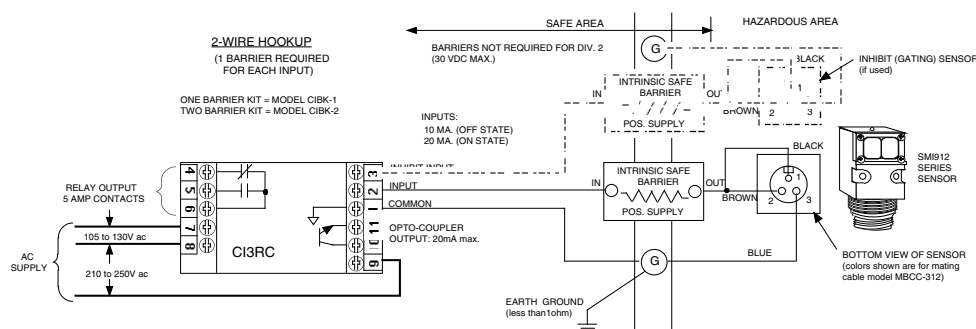 SAFE AREA
HAZARDOUS AREA
2-WIRE HOOKUP
(1 BARRIER REQUIRED
FOR EACH INPUT)
BARRIERS NOT REQUIRED FOR DIV. 2
(30 VDC MAX.)
G
BLACK
INHIBIT (GATING) SENSOR
(if used)
ONE BARRIER KIT = MODEL CIBK-1
TWO BARRIER KIT = MODEL CIBK-2
IN
INTRINSIC SAFE
BARRIER
OUT
POS. SUPPLY
BROWN
2
3
INPUTS:
10 MA. (OFF STATE)
20 MA. (ON STATE)
INHIBIT INPUT
INPUT
COMMON
RELAY OUTPUT
5 AMP CONTACTS
4
5
6
7
8
3
2
1
11
10
9
CI3RC
OPTO-COUPLER
OUTPUT: 20mA max.
105 to 130V ac
AC
SUPPLY
210 to 250V ac
IN
INTRINSIC SAFE
BARRIER
OUT
POS. SUPPLY
BLACK
BROWN
1
2
3
BLUE
G
EARTH GROUND
(less than1ohm)
SMI912
SERIES
SENSOR
BOTTOM VIEW OF SENSOR
(colors shown are for mating
cable model MBCC-312)